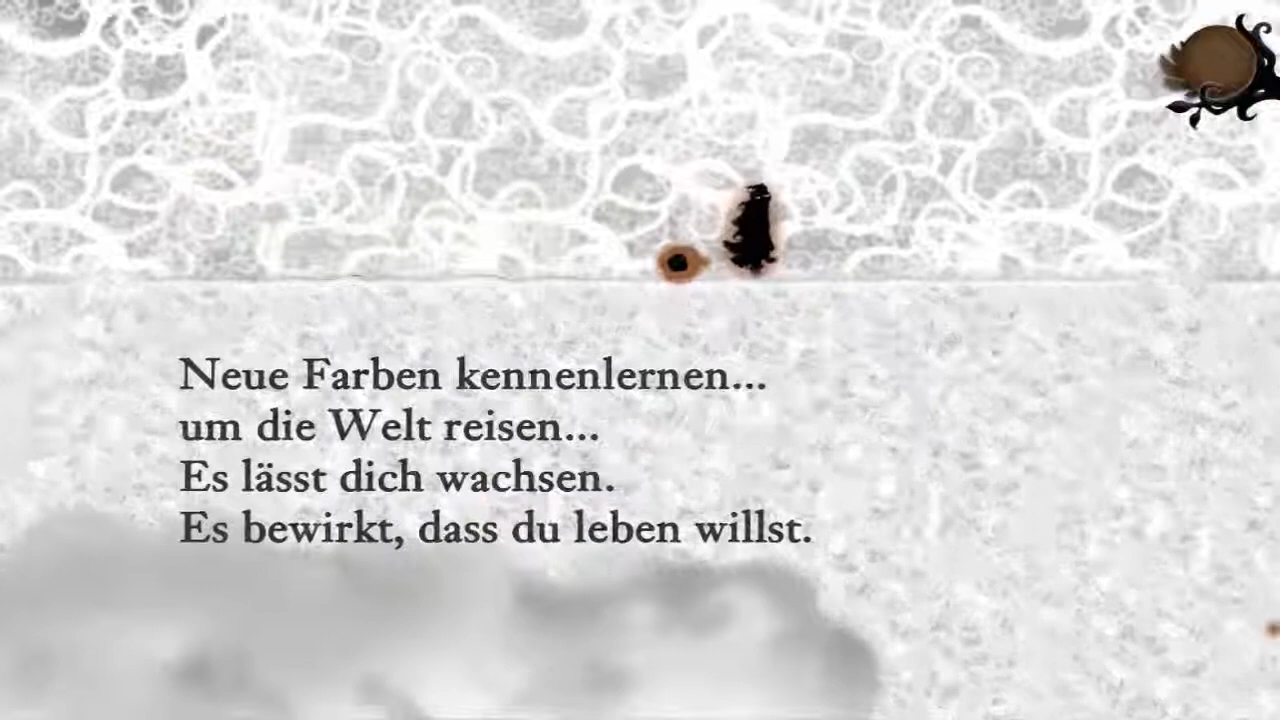 Neue Farben kennenlernen...
um die Welt reisen...
Es lässt dich wachsen.
Es bewirkt, dass du leben willst.